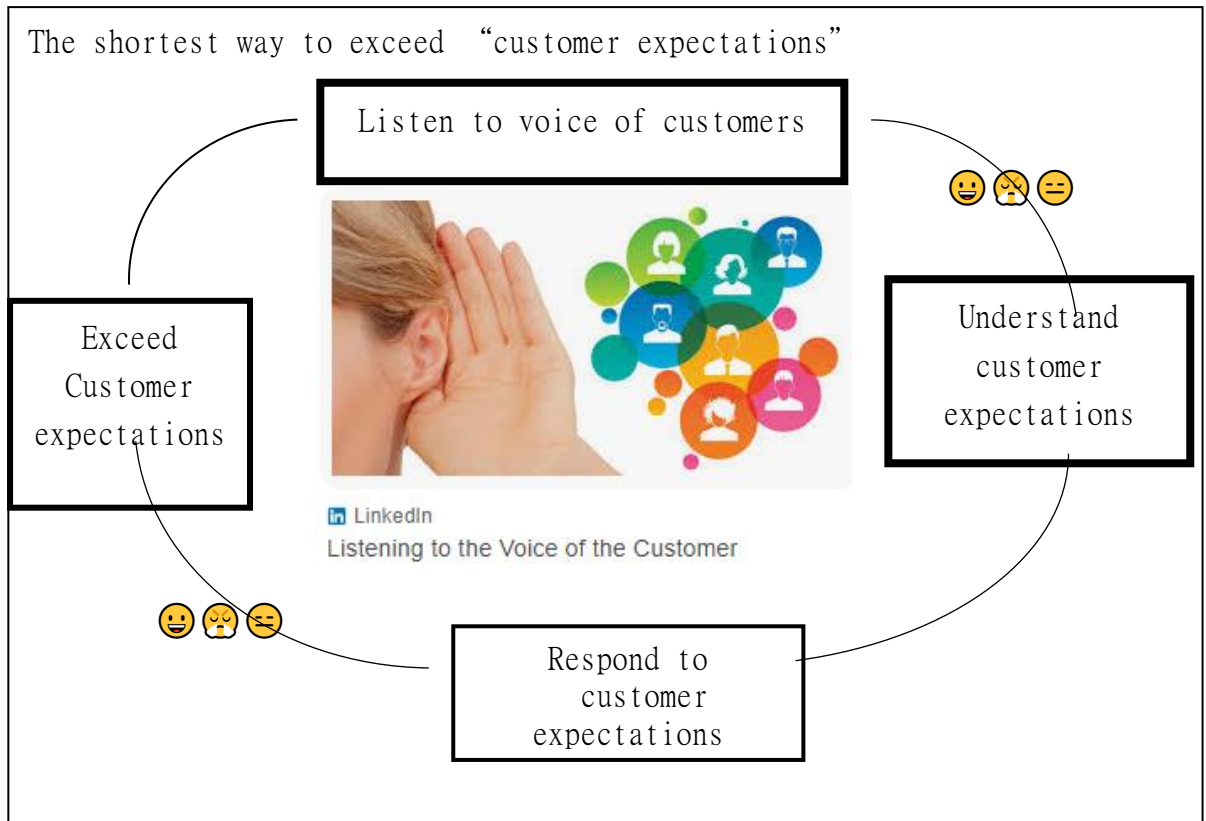 The shortest way to exceed “customer expectations”
Listen to voice of customers
Exceed
Customer
expectations
Understand
customer
expectations
in LinkedIn
Listening to the Voice of the Customer
Respond to
customer
expectations